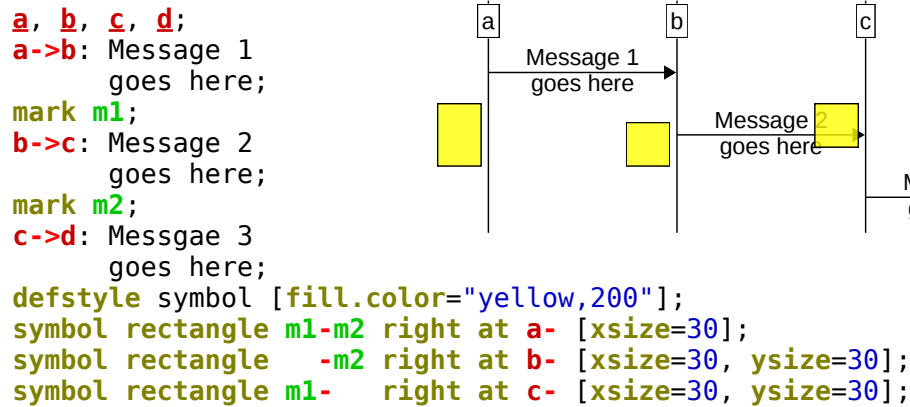 a, b, c, d;
a->b: Message 1
goes here;
mark m1;
b->c: Message 2
goes here;
mark m2;
c->d: Messgae 3
goes here;
defstyle symbol [fill.color="yellow,200"];
symbol rectangle m1-m2 right at a- [xsize=30];
symbol rectangle -m2 right at b- [xsize=30, ysize=30];
symbol rectangle m1- right at c- [xsize=30, ysize=30];
a b c
Message 1
goes here
Message 2
goes here